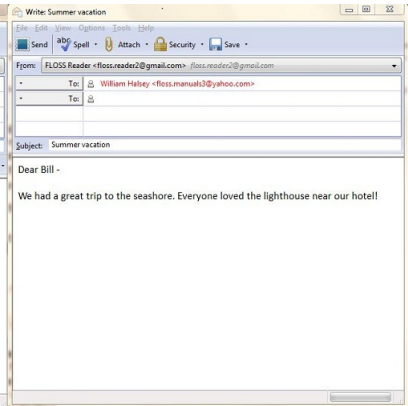 Write: Summer vacation
File Edit View Options Tools Help
Send abc Spell Attach Security Save
From: FLOSS Reader <floss.reader2@gmail.com> floss.reader2@gmail.com
To: William Halsey <floss.manuals3@yahoo.com>
To:
Subject: Summer vacation
Dear Bill -
We had a great trip to the seashore. Everyone loved the lighthouse near our hotel!